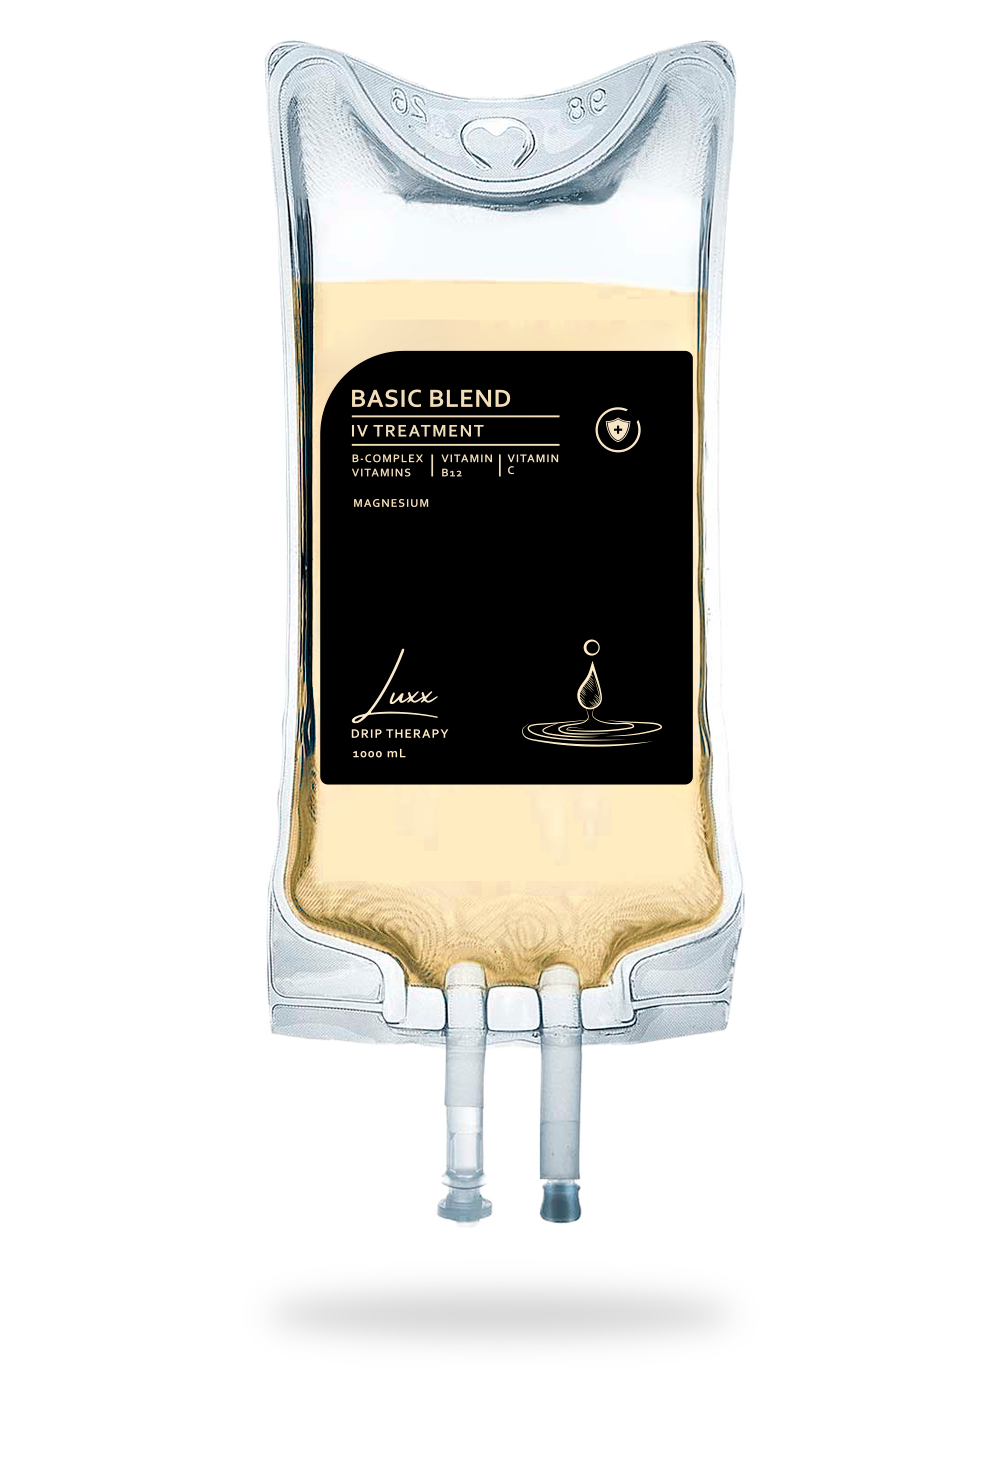 BASIC BLEND
IV TREATMENT
B-COMPLEX VITAMINS | VITAMIN B12 | VITAMIN C
MAGNESIUM
Luxx
DRIP THERAPY
1000 mL